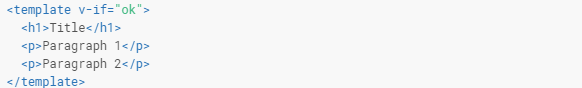 <template v-if="ok">
  <h1>Title</h1>
  <p>Paragraph 1</p>
  <p>Paragraph 2</p>
</template>